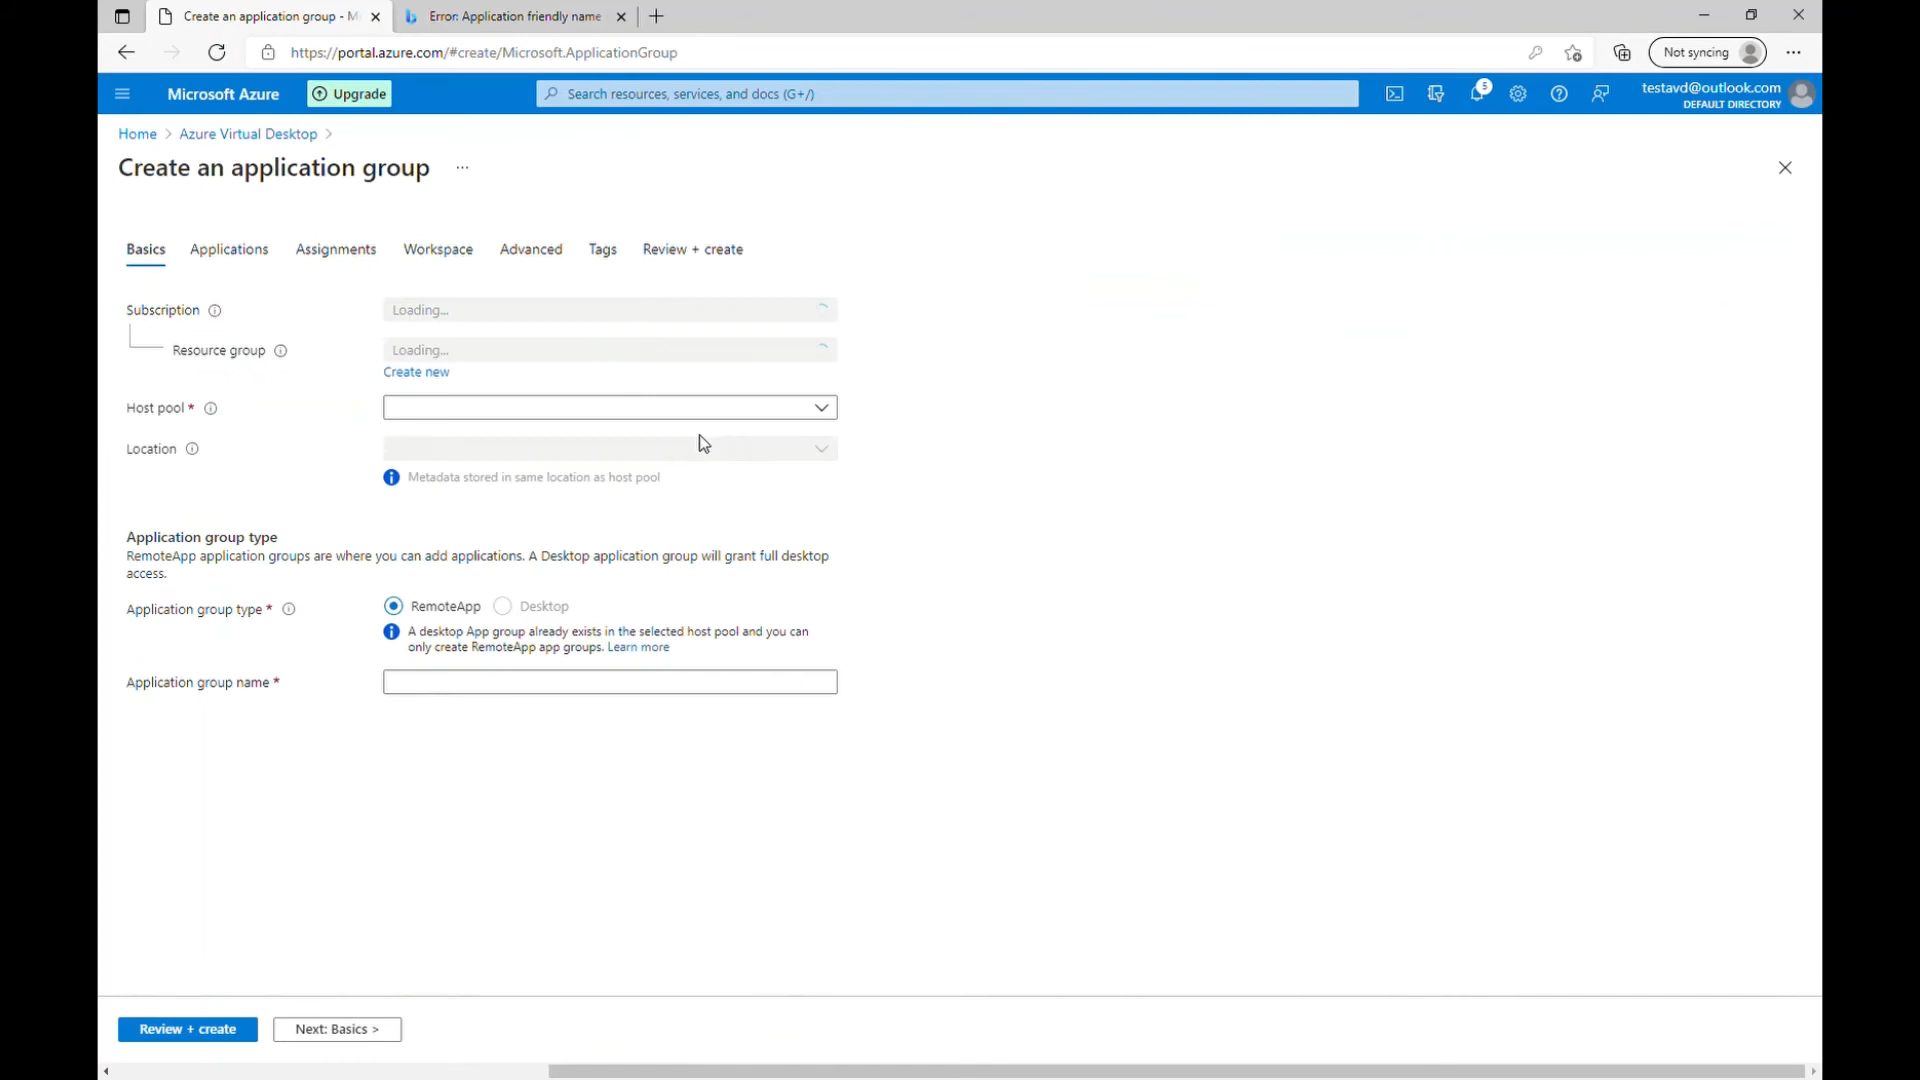 Create an application group - Mi
Error: Application friendly name
https://portal.azure.com/#create/Microsoft.ApplicationGroup
Not syncing
Microsoft Azure
Upgrade
Search resources, services, and docs (G+/)
5
testavd@outlook.com
DEFAULT DIRECTORY
Home > Azure Virtual Desktop >
Create an application group ...
Basics Applications Assignments Workspace Advanced Tags Review + create
Subscription
Loading...
Resource group
Loading...
Create new
Host pool *
Location
Metadata stored in same location as host pool
Application group type
RemoteApp application groups are where you can add applications. A Desktop application group will grant full desktop
access.
Application group type *
RemoteApp Desktop
A desktop App group already exists in the selected host pool and you can
only create RemoteApp app groups. Learn more
Application group name *
Review + create
Next: Basics >